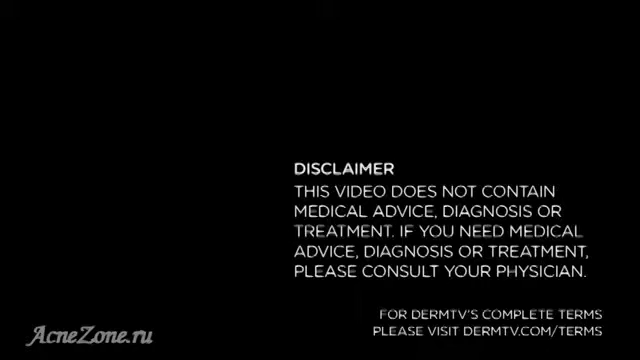 DISCLAIMER
THIS VIDEO DOES NOT CONTAIN
MEDICAL ADVICE, DIAGNOSIS OR
TREATMENT. IF YOU NEED MEDICAL
ADVICE, DIAGNOSIS OR TREATMENT,
PLEASE CONSULT YOUR PHYSICIAN.
FOR DERMTV'S COMPLETE TERMS
PLEASE VISIT DERMTV.COM/TERMS
AcneZone.ru